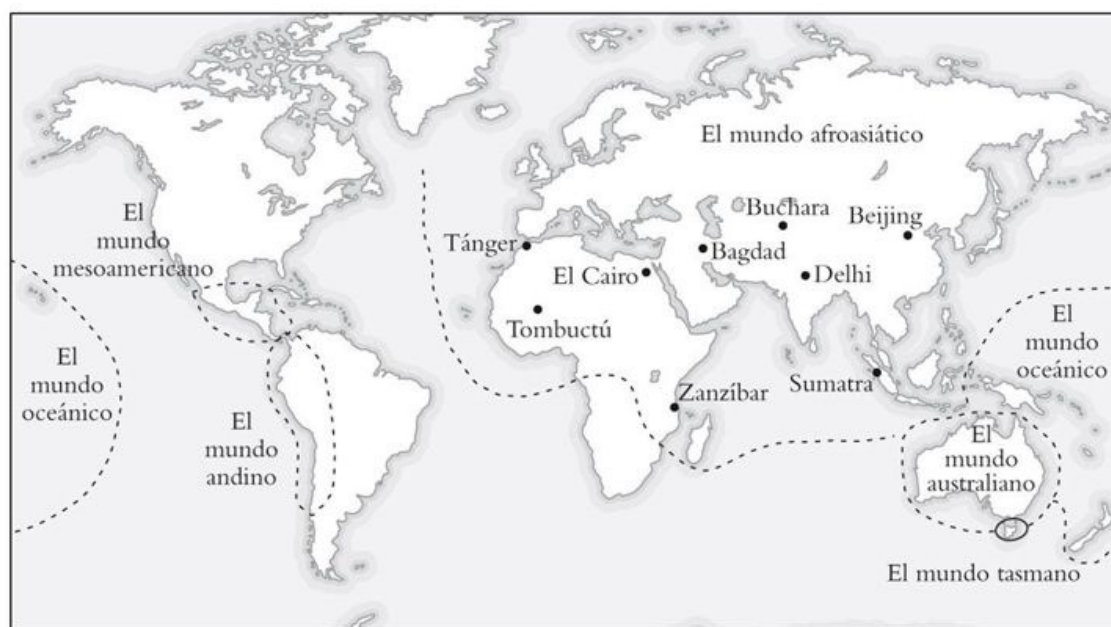 El mundo afroasiático
El
mundo
mesoamericano
Buchara
Beijing
Tánger
Bagdad
El Cairo
Delhi
Tombuctú
El
mundo
oceánico
El
mundo
oceánico
Sumatra
Zanzíbar
El
mundo
andino
El
mundo
australiano
El mundo tasmano